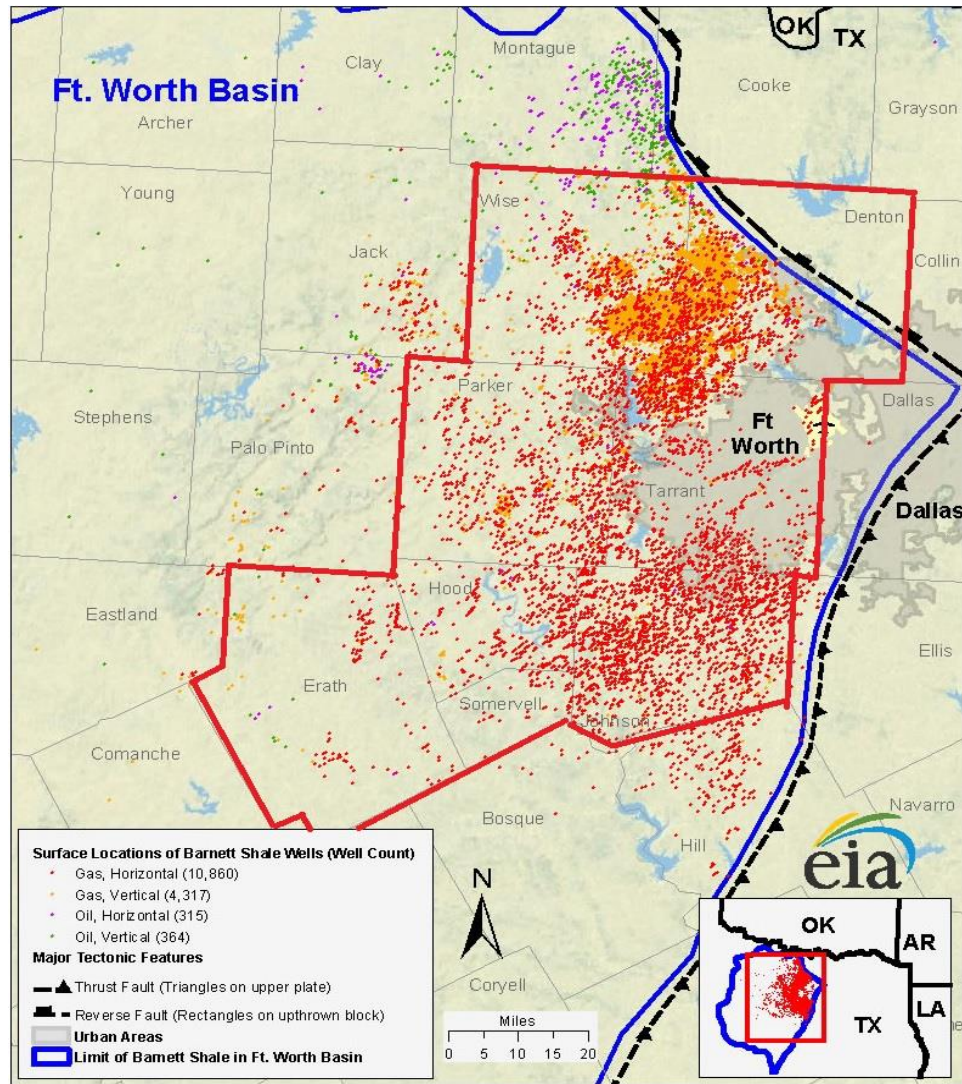 OK
TX
Montague
Clay
Cooke
Ft. Worth Basin
Grayson
Archer
Young
Wise
Denton
Jack
Collin
Parker
Dallas
Stephens
Ft
Worth
Palo Pinto
Tarrant
Dallas
Hood
Eastland
Ellis
Erath
Somervell
Johnson
Comanche
Navarro
Bosque
Hill
eia
Surface Locations of Barnett Shale Wells (Well Count)
Gas, Horizontal (10,860)
Gas, Vertical (4,317)
Oil, Horizontal (315)
Oil, Vertical (364)
Major Tectonic Features
Thrust Fault (Triangles on upper plate)
Reverse Fault (Rectangles on upthrown block)
Urban Areas
Limit of Barnett Shale in Ft. Worth Basin
N
Coryell
Miles
0 5 10 15 20
OK
AR
TX
LA